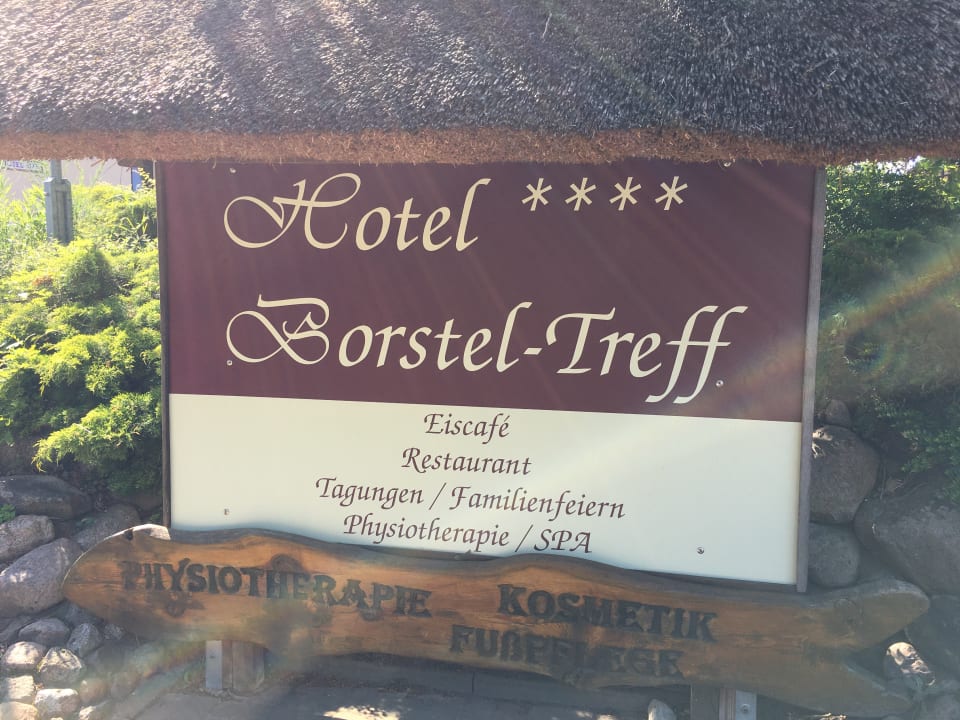 Hotel ****
Borstel-Treff
Eiscafé
Restaurant
Tagungen / Familienfeiern
Physiotherapie / SPA
PHYSIOTHERAPIE KOSMETIK
FUßPFLEGE